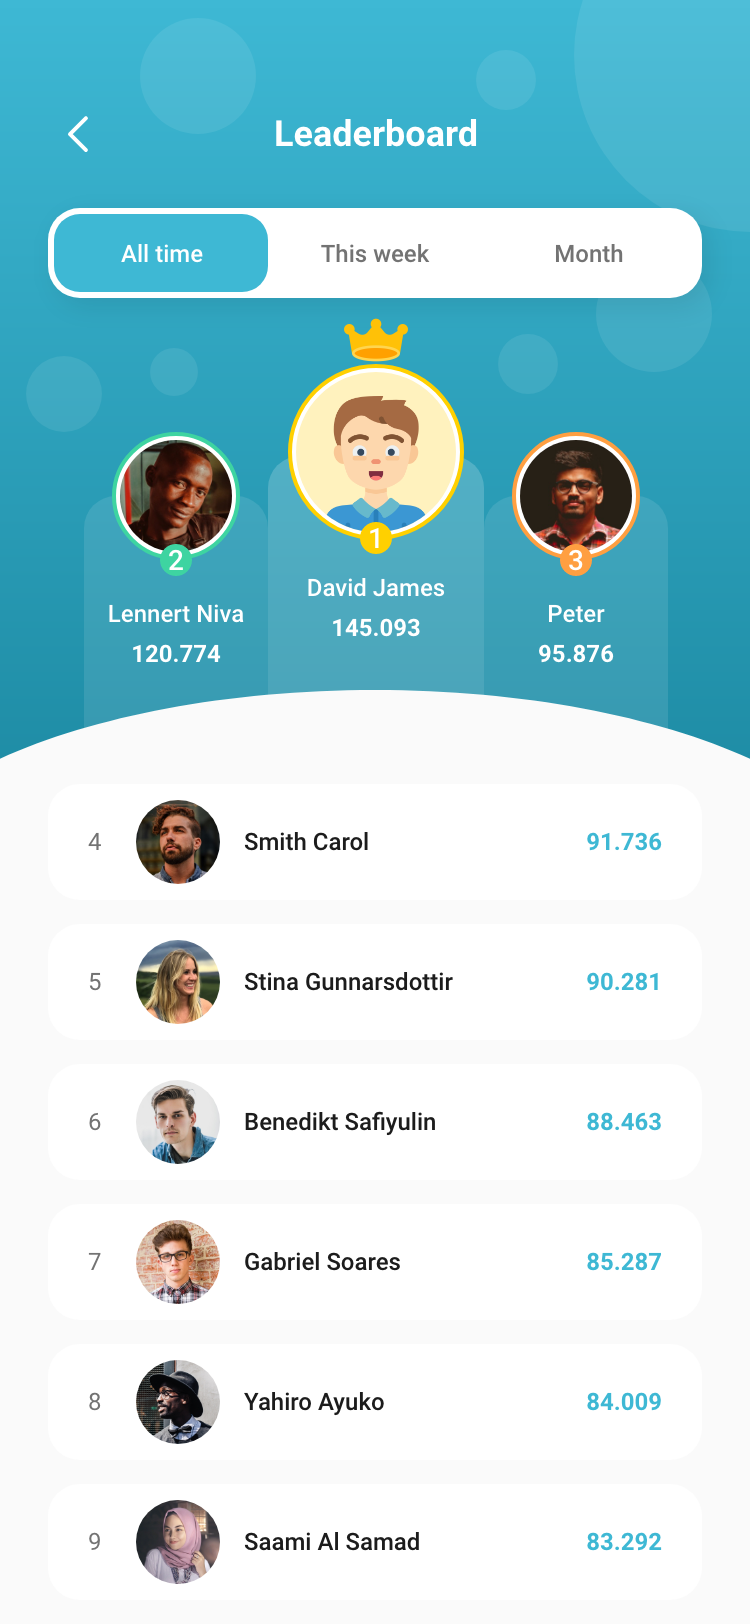 Leaderboard
All time
This week
Month
1
David James
145.093
2
Lennert Niva
120.774
3
Peter
95.876
4 Smith Carol 91.736
5 Stina Gunnarsdottir 90.281
6 Benedikt Safiyulin 88.463
7 Gabriel Soares 85.287
8 Yahiro Ayuko 84.009
9 Saami Al Samad 83.292